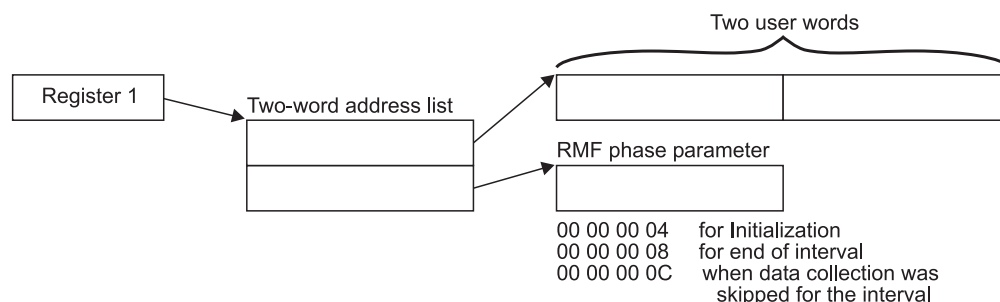 Two user words
Register 1
Two-word address list
RMF phase parameter
00 00 00 04 for Initialization
00 00 00 08 for end of interval
00 00 00 0C when data collection was
skipped for the interval